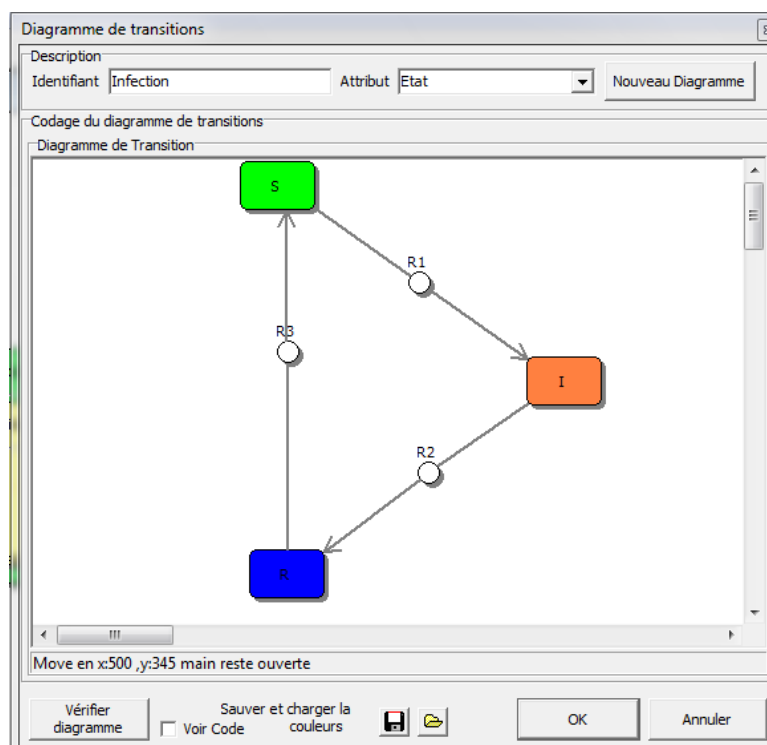 Diagramme de transitions
Description
Identifiant Infection Attribut Etat Nouveau Diagramme
Codage du diagramme de transitions
Diagramme de Transition
S
R1
R3
I
R2
R
Move en x:500 ,y:345 main reste ouverte
Vérifier diagramme
Voir Code
Sauver et charger la couleurs
OK
Annuler